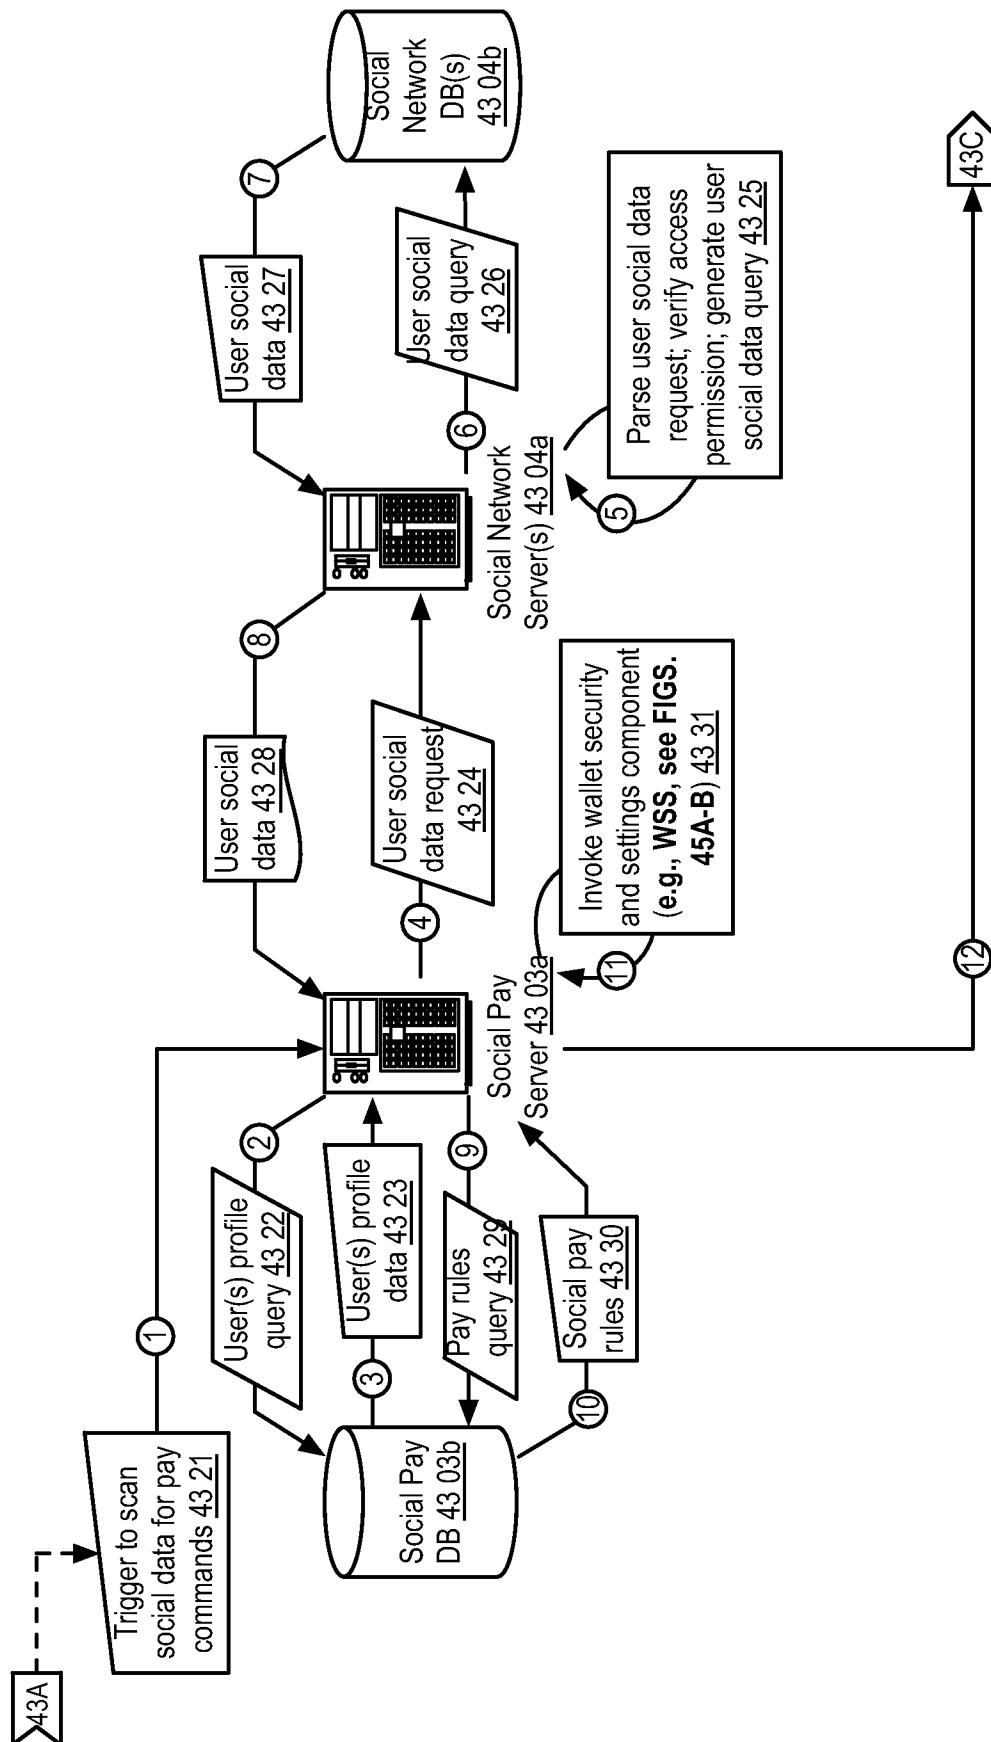 43A
Trigger to scan
social data for pay
commands 43 21
1
User(s) profile
query 43 22
2
User(s) profile
data 43 23
3
Pay rules
query 43 29
9
Social pay
rules 43 30
10
Social Pay
DB 43 03b
Social Pay
Server 43 03a
User social
data 43 28
8
User social
data request
43 24
4
Invoke wallet security
and settings component
(e.g., WSS, see FIGS.
45A-B) 43 31
11
Social Network
Server(s) 43 04a
User social
data 43 27
7
User social
data query
43 26
6
Parse user social data
request; verify access
permission; generate user
social data query 43 25
5
Social
Network
DB(s)
43 04b
12
43C